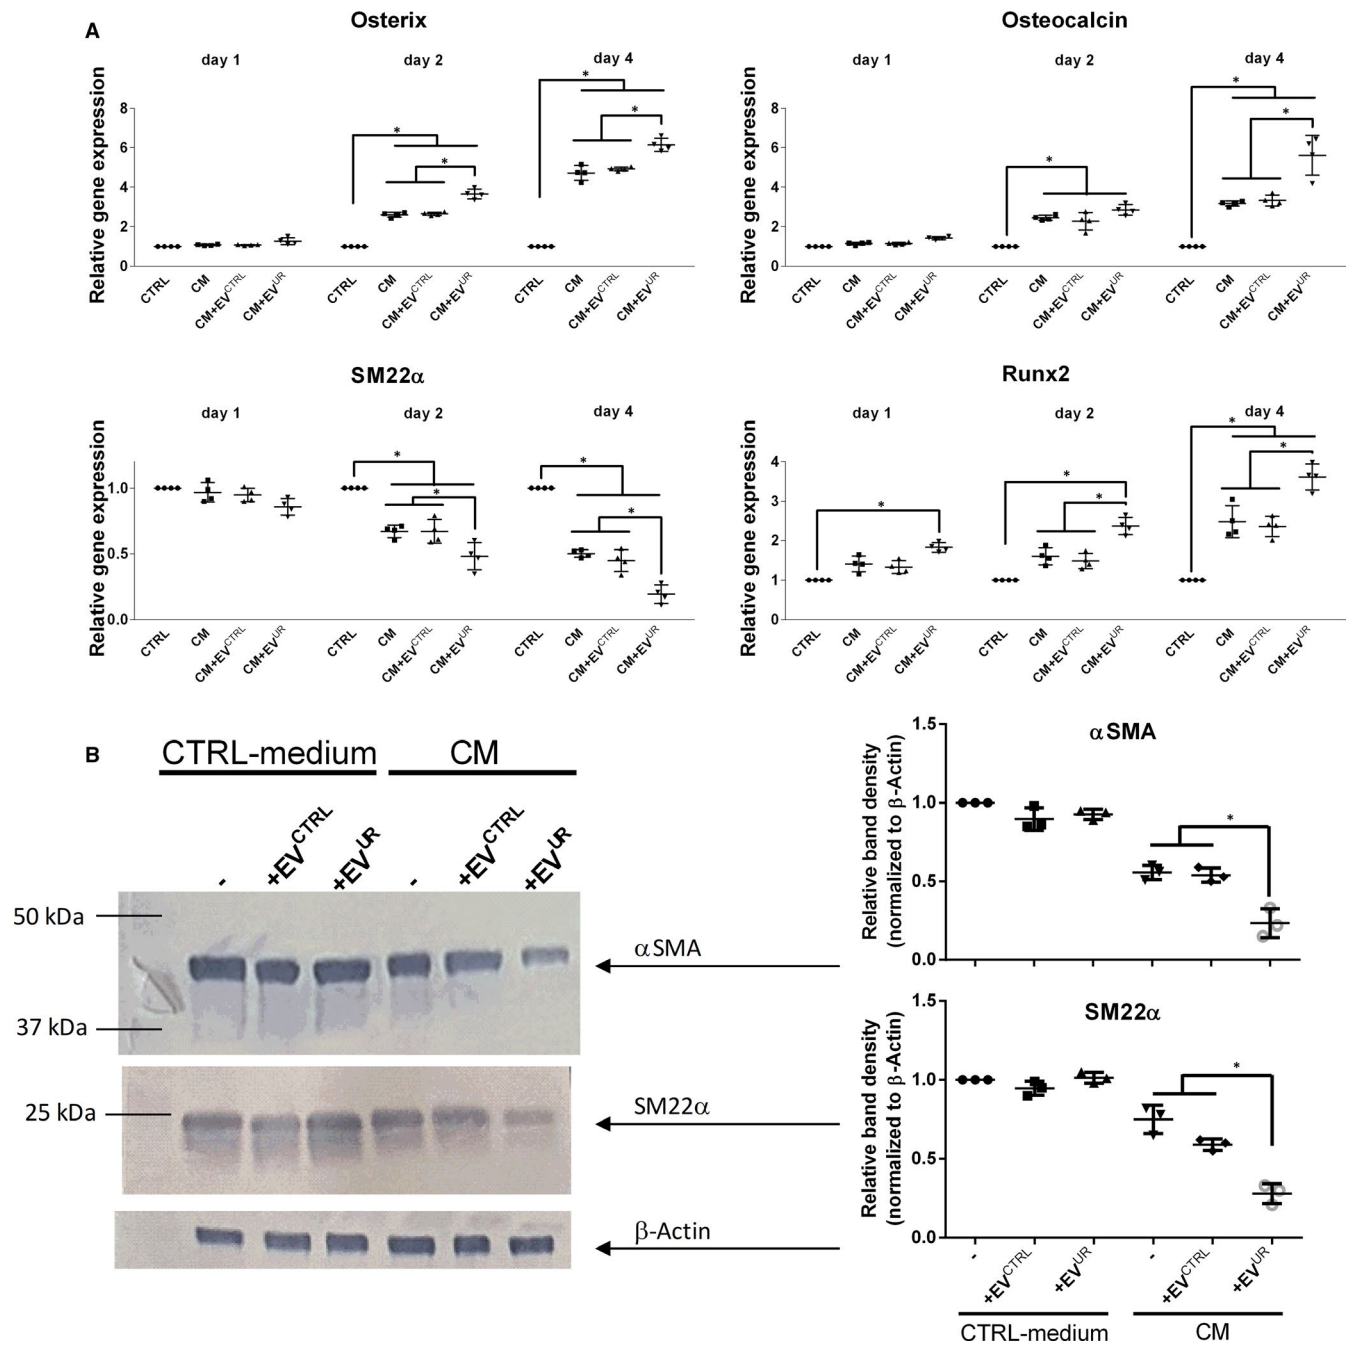 A
Osterix
day 1
day 2
day 4
*
*
*
*
Relative gene expression
8
6
4
2
0
CTRL
CM
CM+EVCTRL
CM+EVUR
CTRL
CM
CM+EVCTRL
CM+EVUR
CTRL
CM
CM+EVCTRL
CM+EVUR
Osteocalcin
day 1
day 2
day 4
*
*
*
Relative gene expression
8
6
4
2
0
CTRL
CM
CM+EVCTRL
CM+EVUR
CTRL
CM
CM+EVCTRL
CM+EVUR
CTRL
CM
CM+EVCTRL
CM+EVUR
SM22α
day 1
day 2
day 4
*
*
*
*
Relative gene expression
1.0
0.5
0.0
CTRL
CM
CM+EVCTRL
CM+EVUR
CTRL
CM
CM+EVCTRL
CM+EVUR
CTRL
CM
CM+EVCTRL
CM+EVUR
Runx2
day 1
day 2
day 4
*
*
*
*
*
Relative gene expression
4
3
2
1
0
CTRL
CM
CM+EVCTRL
CM+EVUR
CTRL
CM
CM+EVCTRL
CM+EVUR
CTRL
CM
CM+EVCTRL
CM+EVUR
B
CTRL-medium
CM
-
+EVCTRL
+EVUR
-
+EVCTRL
+EVUR
50 kDa
37 kDa
25 kDa
αSMA
SM22α
β-Actin
αSMA
Relative band density
(normalized to β-Actin)
1.5
1.0
0.5
0.0
*
SM22α
Relative band density
(normalized to β-Actin)
1.5
1.0
0.5
0.0
*
-
+EVCTRL
+EVUR
-
+EVCTRL
+EVUR
CTRL-medium
CM